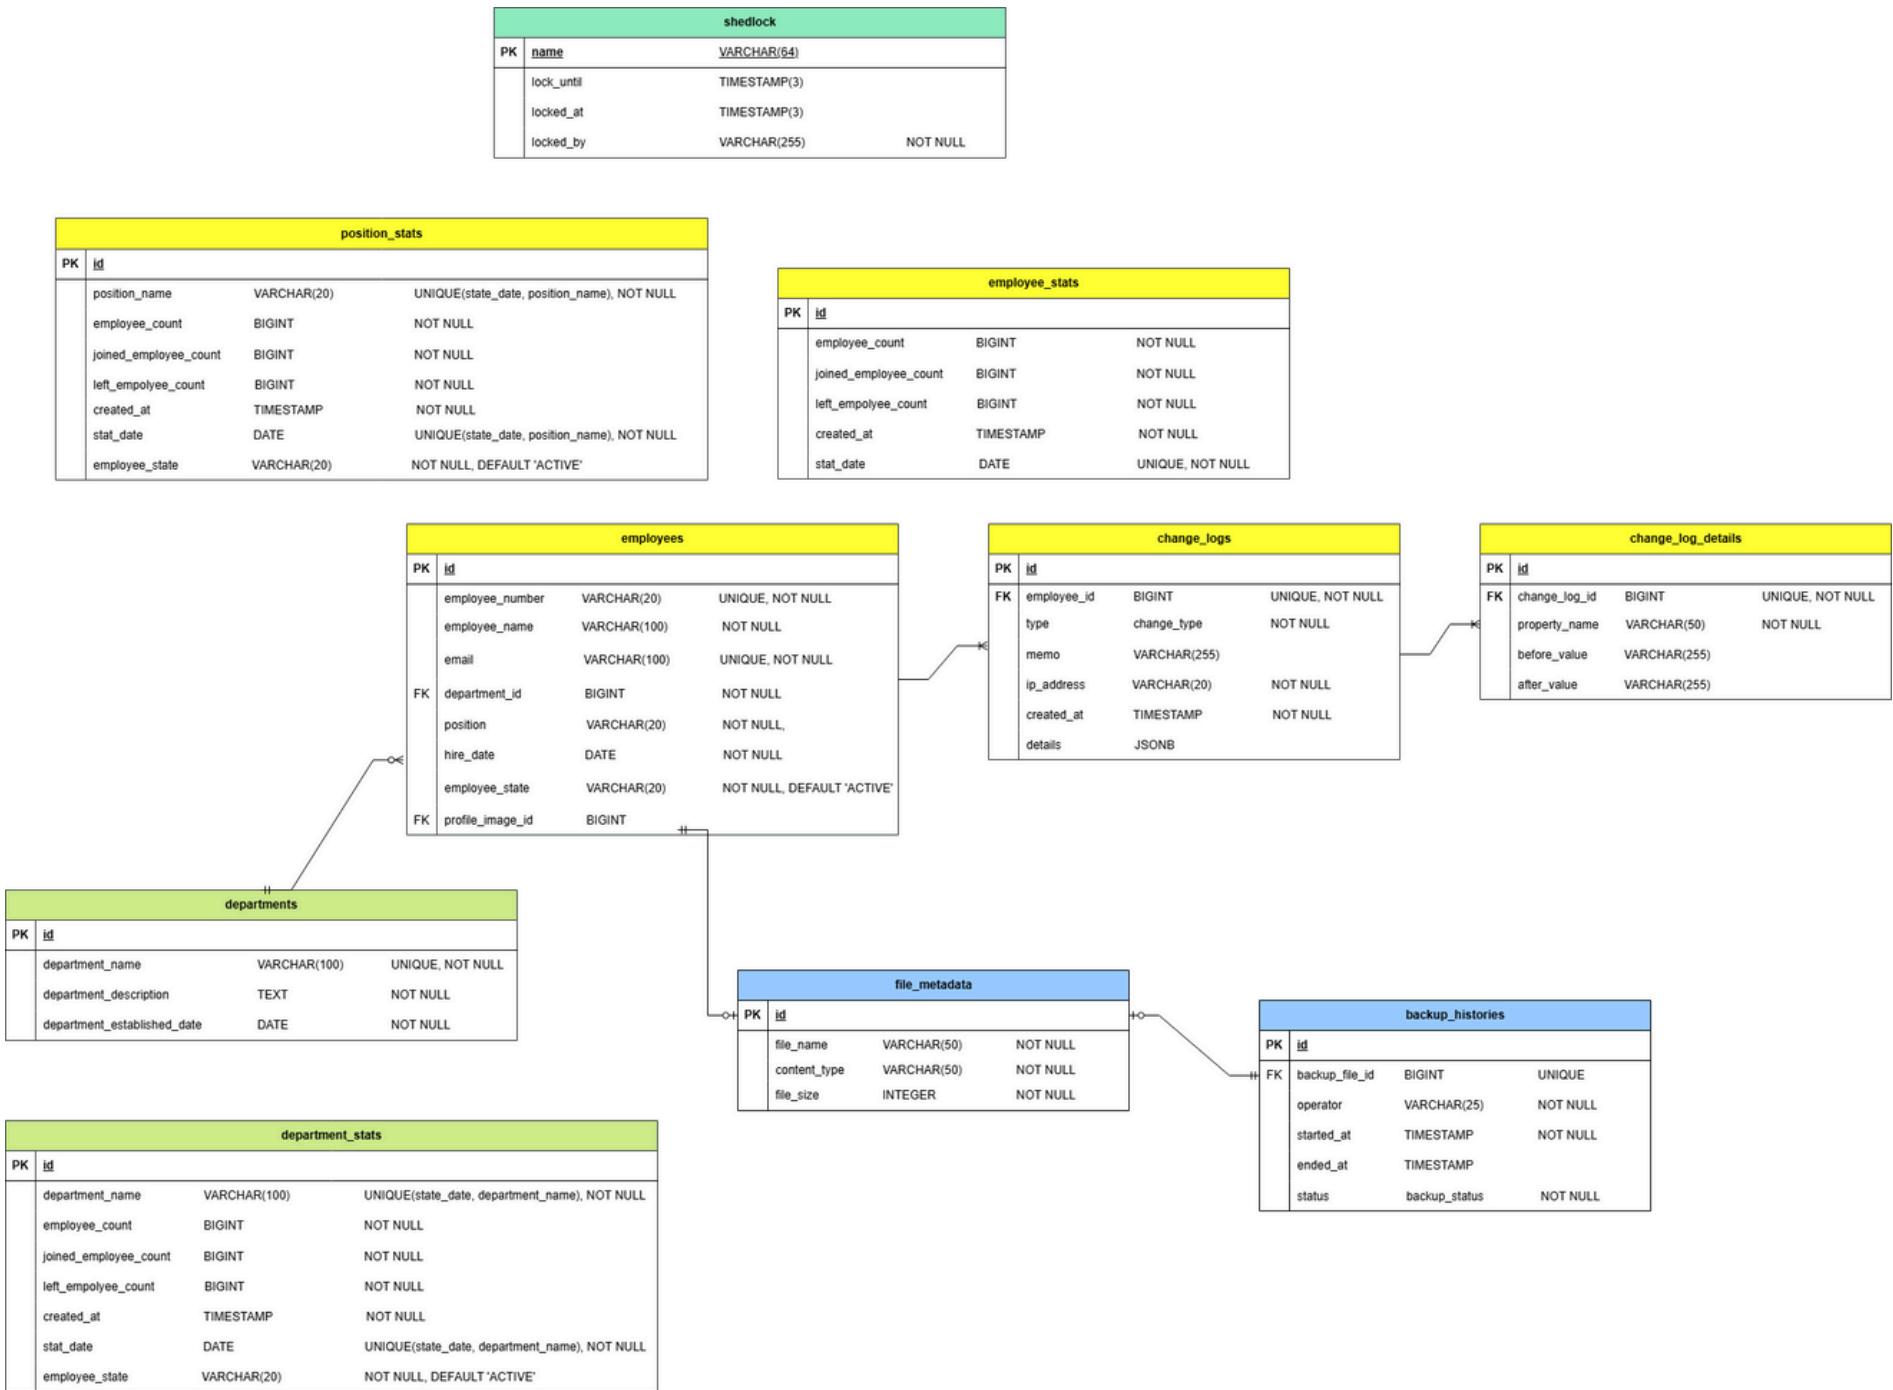 shedlock
PK name VARCHAR(64)
lock_until TIMESTAMP(3)
locked_at TIMESTAMP(3)
locked_by VARCHAR(255) NOT NULL
position_stats
PK id
position_name VARCHAR(20) UNIQUE(state_date, position_name), NOT NULL
employee_count BIGINT NOT NULL
joined_employee_count BIGINT NOT NULL
left_empolyee_count BIGINT NOT NULL
created_at TIMESTAMP NOT NULL
stat_date DATE UNIQUE(state_date, position_name), NOT NULL
employee_state VARCHAR(20) NOT NULL, DEFAULT 'ACTIVE'
employee_stats
PK id
employee_count BIGINT NOT NULL
joined_employee_count BIGINT NOT NULL
left_empolyee_count BIGINT NOT NULL
created_at TIMESTAMP NOT NULL
stat_date DATE UNIQUE, NOT NULL
employees
PK id
employee_number VARCHAR(20) UNIQUE, NOT NULL
employee_name VARCHAR(100) NOT NULL
email VARCHAR(100) UNIQUE, NOT NULL
FK department_id BIGINT NOT NULL
position VARCHAR(20) NOT NULL,
hire_date DATE NOT NULL
employee_state VARCHAR(20) NOT NULL, DEFAULT 'ACTIVE'
FK profile_image_id BIGINT
change_logs
PK id
FK employee_id BIGINT UNIQUE, NOT NULL
type change_type NOT NULL
memo VARCHAR(255)
ip_address VARCHAR(20) NOT NULL
created_at TIMESTAMP NOT NULL
details JSONB
change_log_details
PK id
FK change_log_id BIGINT UNIQUE, NOT NULL
property_name VARCHAR(50) NOT NULL
before_value VARCHAR(255)
after_value VARCHAR(255)
departments
PK id
department_name VARCHAR(100) UNIQUE, NOT NULL
department_description TEXT NOT NULL
department_established_date DATE NOT NULL
file_metadata
PK id
file_name VARCHAR(50) NOT NULL
content_type VARCHAR(50) NOT NULL
file_size INTEGER NOT NULL
backup_histories
PK id
FK backup_file_id BIGINT UNIQUE
operator VARCHAR(25) NOT NULL
started_at TIMESTAMP NOT NULL
ended_at TIMESTAMP
status backup_status NOT NULL
department_stats
PK id
department_name VARCHAR(100) UNIQUE(state_date, department_name), NOT NULL
employee_count BIGINT NOT NULL
joined_employee_count BIGINT NOT NULL
left_empolyee_count BIGINT NOT NULL
created_at TIMESTAMP NOT NULL
stat_date DATE UNIQUE(state_date, department_name), NOT NULL
employee_state VARCHAR(20) NOT NULL, DEFAULT 'ACTIVE'